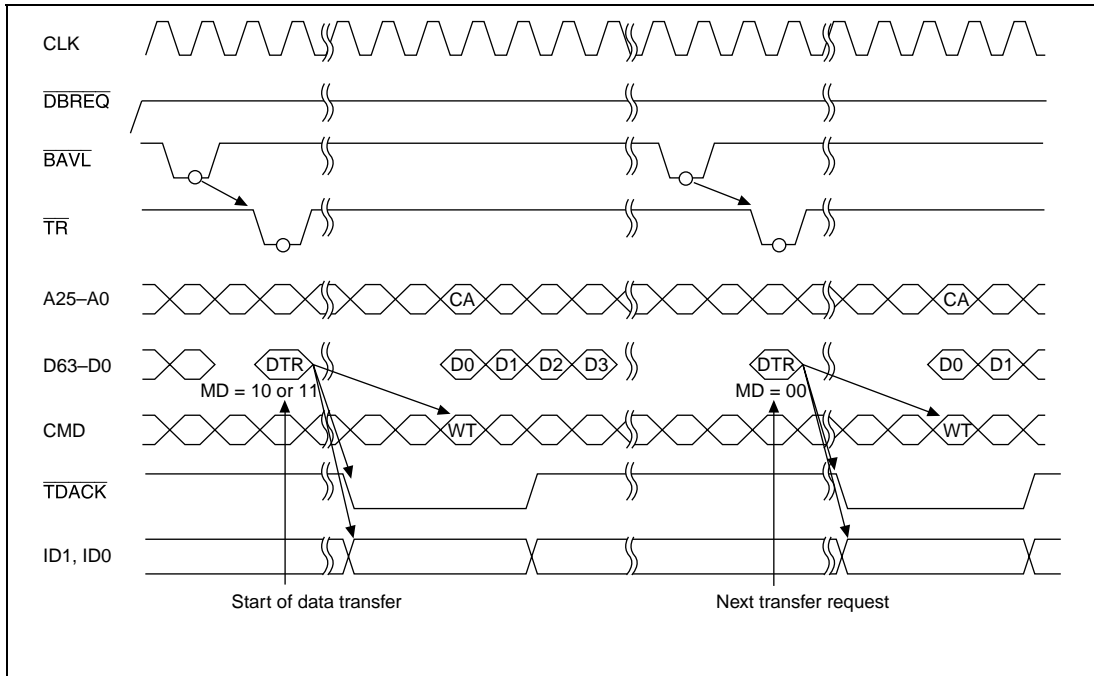 CLK
DBREQ
BAVL
TR
A25–A0
CA
CA
D63–D0
DTR
D0
D1
D2
D3
DTR
D0
D1
MD = 10 or 11
MD = 00
CMD
WT
WT
TDACK
ID1, ID0
Start of data transfer
Next transfer request